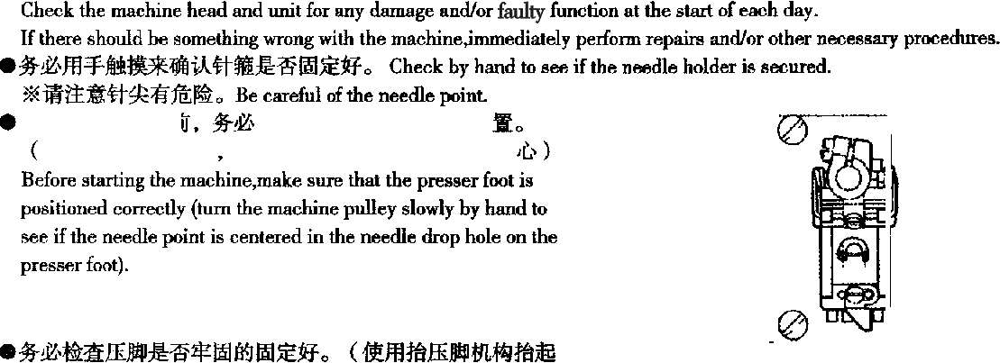 Check the machine head and unit for any damage and/or faulty function at the start of each day.
If there should be something wrong with the machine,immediately perform repairs and/or other necessary procedures.
●务必用手触摸来确认针箍是否固定好。 Check by hand to see if the needle holder is secured.
※请注意针尖有危险。Be careful of the needle point.
● ，务必 置。
（ ， 心）
Before starting the machine,make sure that the presser foot is
positioned correctly (turn the machine pulley slowly by hand to
see if the needle point is centered in the needle drop hole on the
presser foot).
●务必检查压脚是否牢固的固定好。（使用抬压脚机构抬起